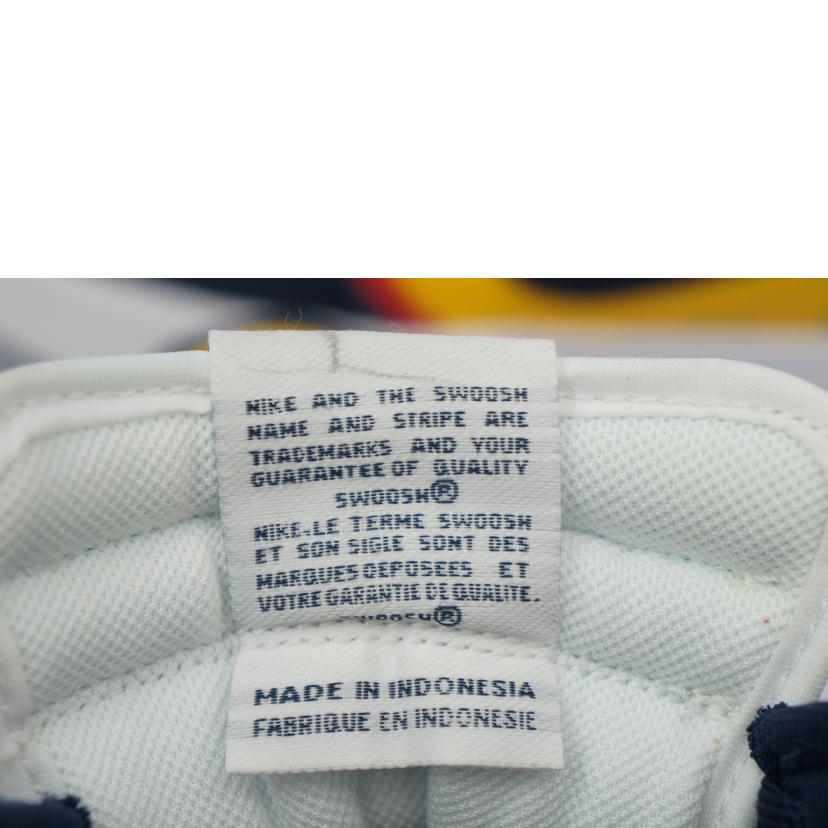 NIKE AND THE SWOOSH
NAME AND STRIPE ARE
TRADEMARKS AND YOUR
GUARANTEE OF QUALITY
SWOOSH®
NIKE.LE TERME SWOOSH
ET SON SIGLE SONT DES
MARQUES DEPOSEES ET
VOTRE GARANTIE DE QUALITE.
SWOOSH®
MADE IN INDONESIA
FABRIQUE EN INDONESIE